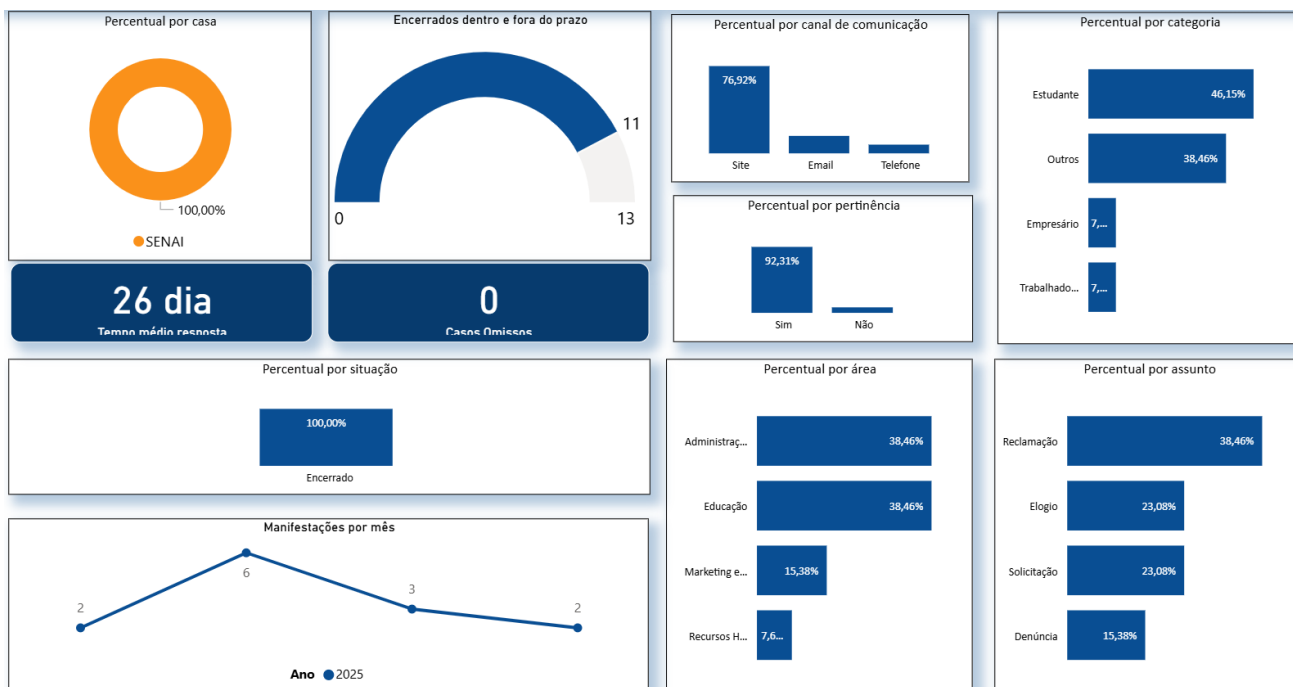 Percentual por casa
100,00%
SENAI
Encerrados dentro e fora do prazo
11
0
13
Percentual por canal de comunicação
76,92%
Site
Email
Telefone
Percentual por categoria
Estudante
46,15%
Outros
38,46%
Empresário
7,...
Trabalhado...
7,...
26 dia
Tempo médio resposta
0
Casos Omissos
Percentual por pertinência
92,31%
Sim
Não
Percentual por situação
100,00%
Encerrado
Manifestações por mês
2
6
3
2
Ano 2025
Percentual por área
Administraç...
38,46%
Educação
38,46%
Marketing e...
15,38%
Recursos H...
7,6...
Percentual por assunto
Reclamação
38,46%
Elogio
23,08%
Solicitação
23,08%
Denúncia
15,38%